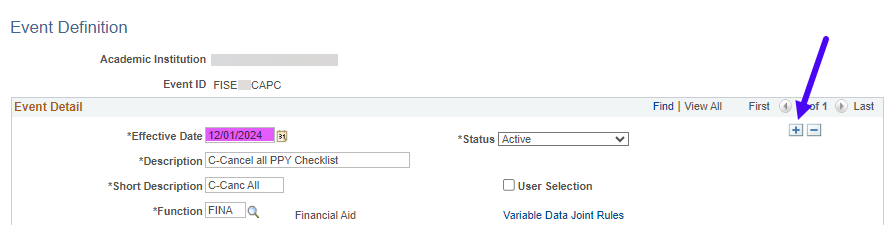 Event Definition
Academic Institution
Event ID FISE CAPC
Event Detail Find | View All First of 1 Last
*Effective Date 12/01/2024 31 *Status Active
*Description C-Cancel all PPY Checklist
*Short Description C-Canc All User Selection
*Function FINA Financial Aid Variable Data Joint Rules